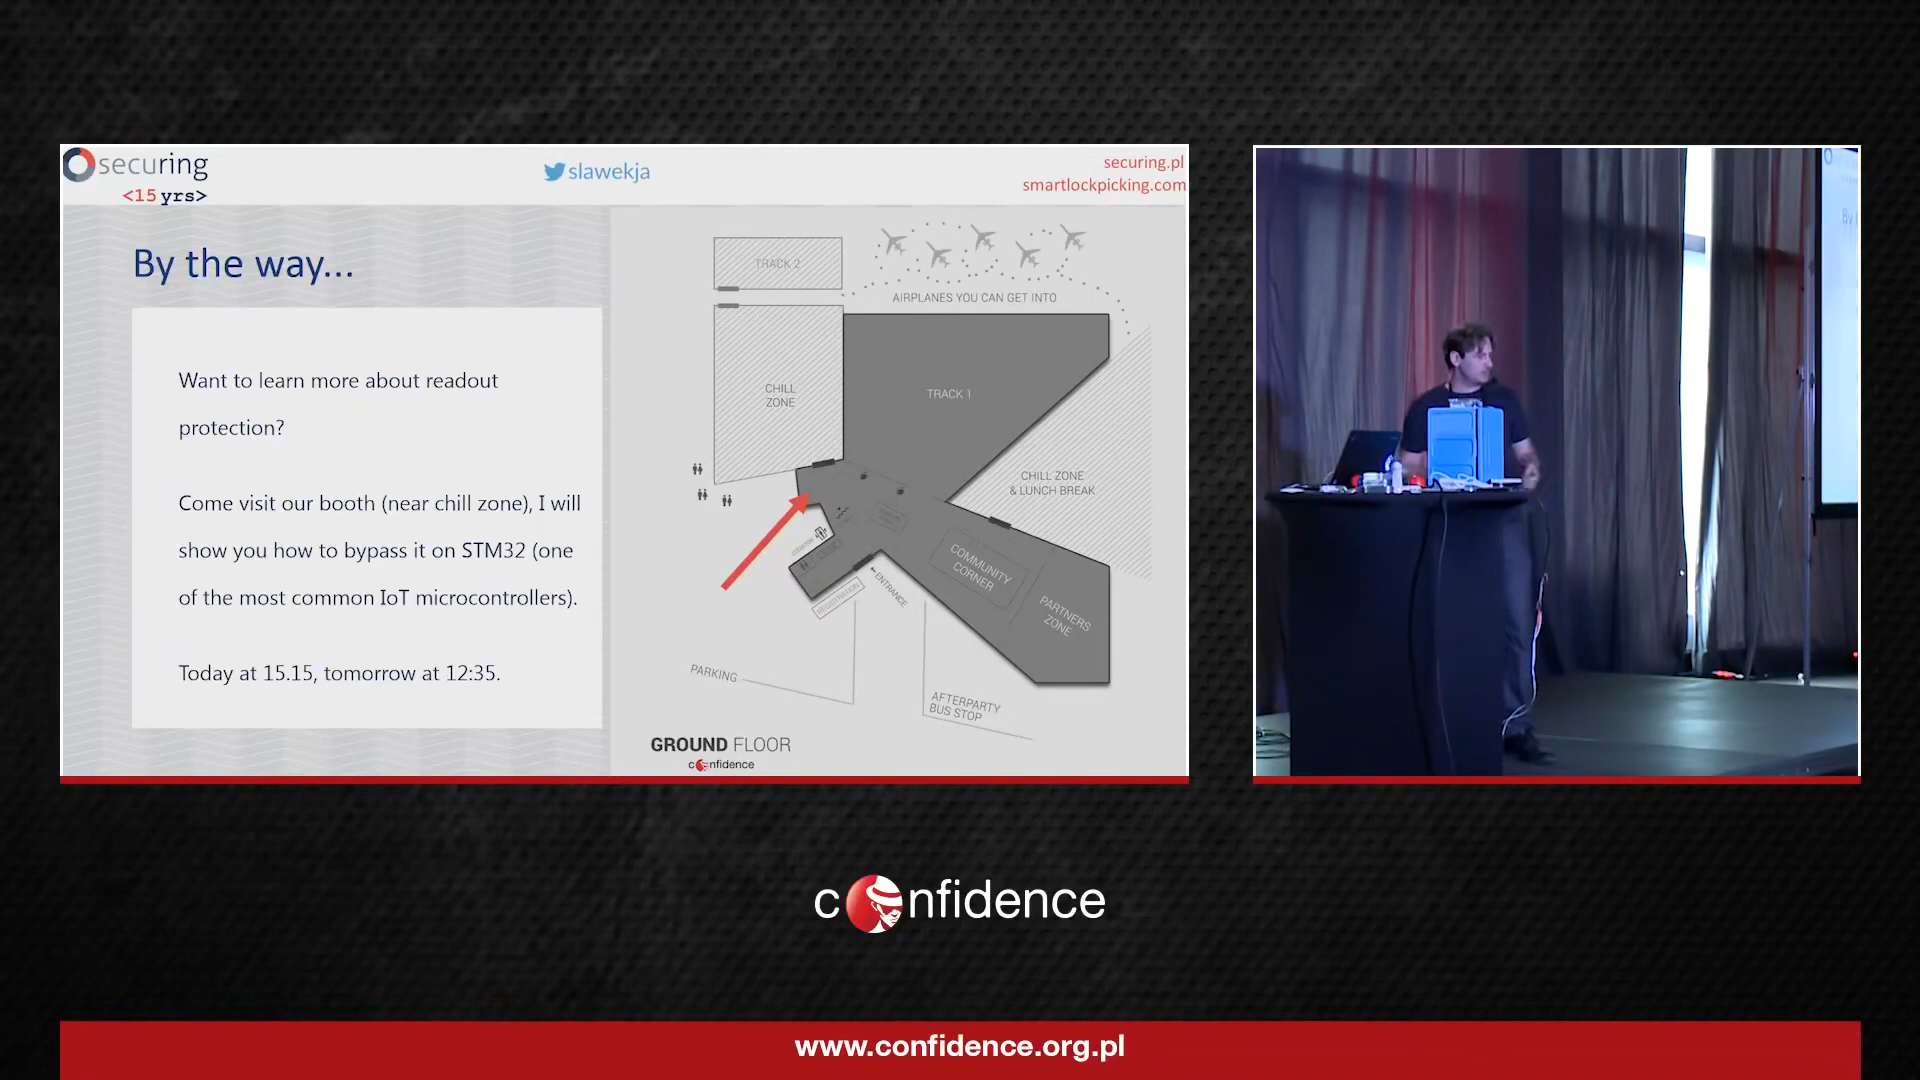 securing
<15 yrs>
slawekja
securing.pl
smartlockpicking.com
By the way...
Want to learn more about readout
protection?
Come visit our booth (near chill zone), I will
show you how to bypass it on STM32 (one
of the most common IoT microcontrollers).
Today at 15.15, tomorrow at 12:35.
TRACK 2
AIRPLANES YOU CAN GET INTO
CHILL
ZONE
TRACK 1
CHILL ZONE
& LUNCH BREAK
COMMUNITY
CORNER
PARTNERS
ZONE
ENTRANCE
REGISTRATION
PARKING
AFTERPARTY
BUS STOP
GROUND FLOOR
confidence
By
confidence
www.confidence.org.pl